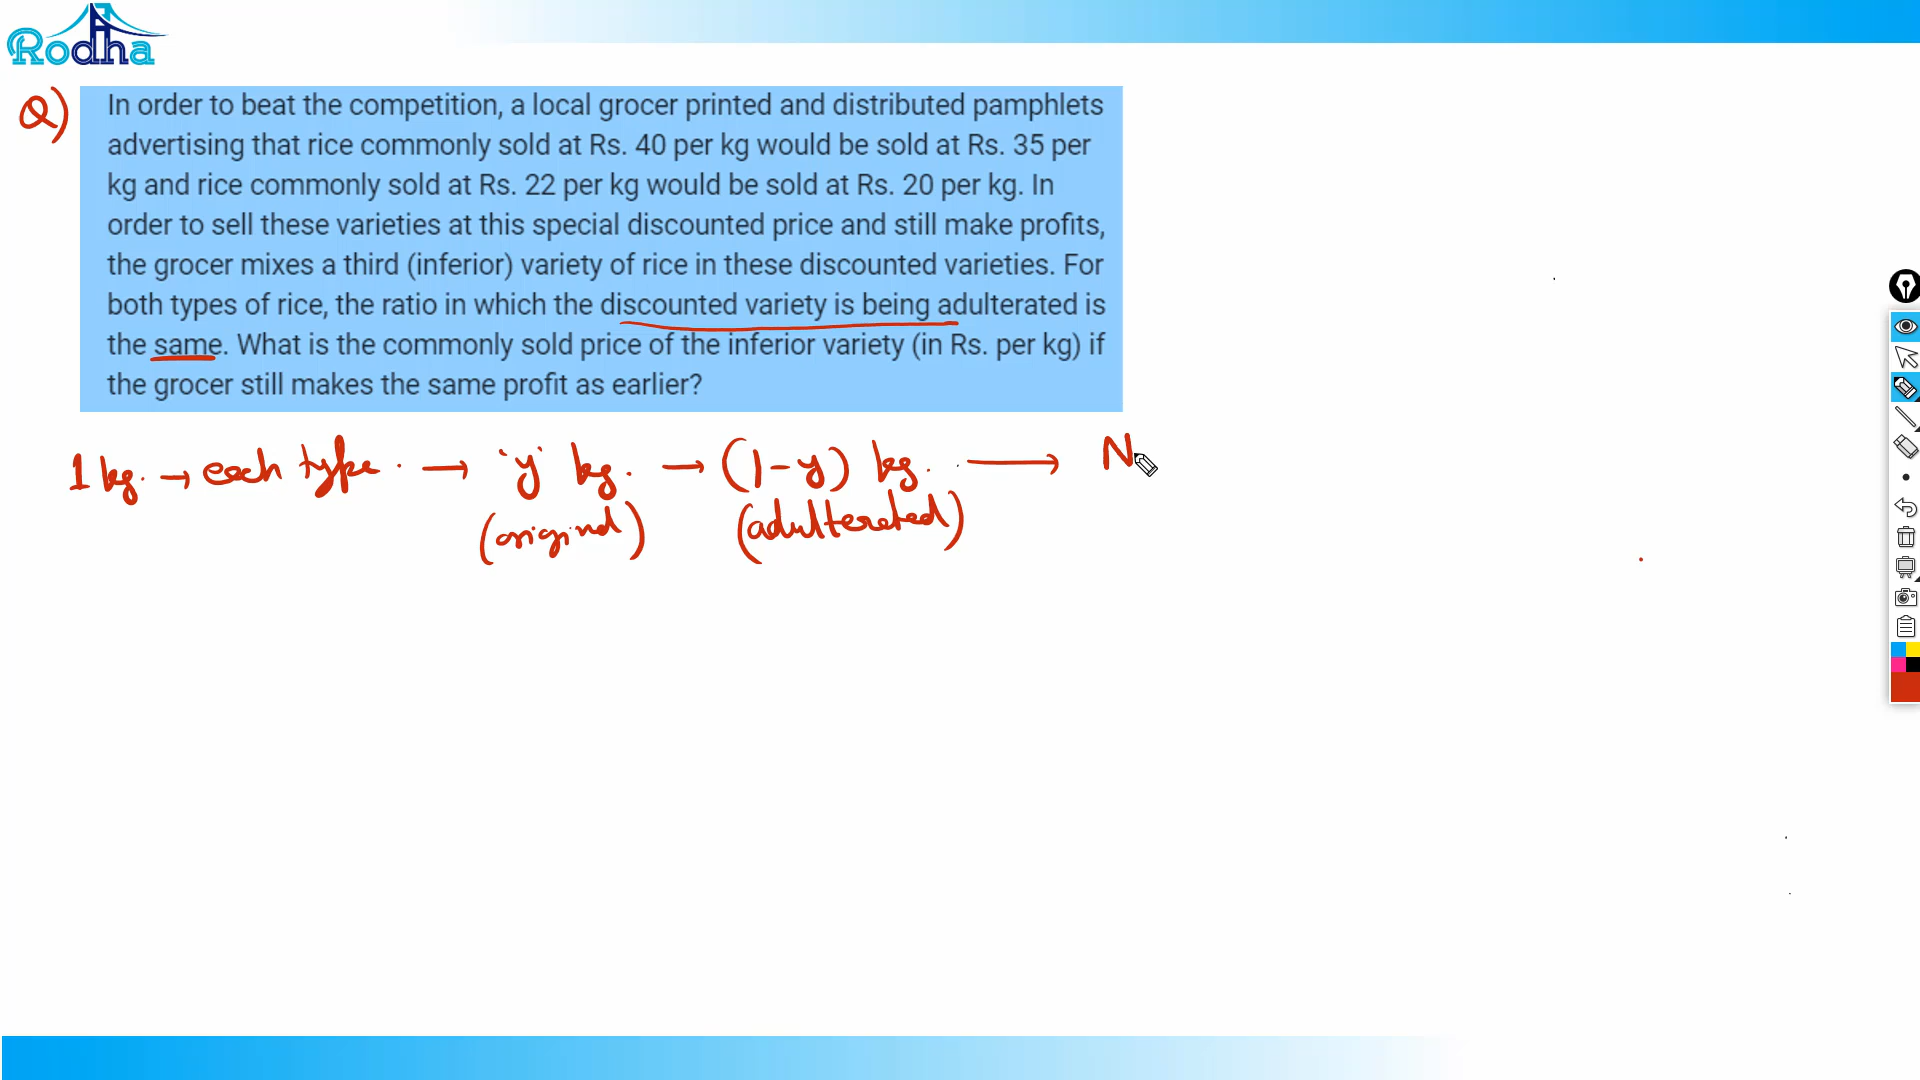 Rodha
Q)
In order to beat the competition, a local grocer printed and distributed pamphlets
advertising that rice commonly sold at Rs. 40 per kg would be sold at Rs. 35 per
kg and rice commonly sold at Rs. 22 per kg would be sold at Rs. 20 per kg. In
order to sell these varieties at this special discounted price and still make profits,
the grocer mixes a third (inferior) variety of rice in these discounted varieties. For
both types of rice, the ratio in which the discounted variety is being adulterated is
the same. What is the commonly sold price of the inferior variety (in Rs. per kg) if
the grocer still makes the same profit as earlier?
1 kg. → each type. → 'y' kg. → (1-y) kg. → N
(original) (adulterated)